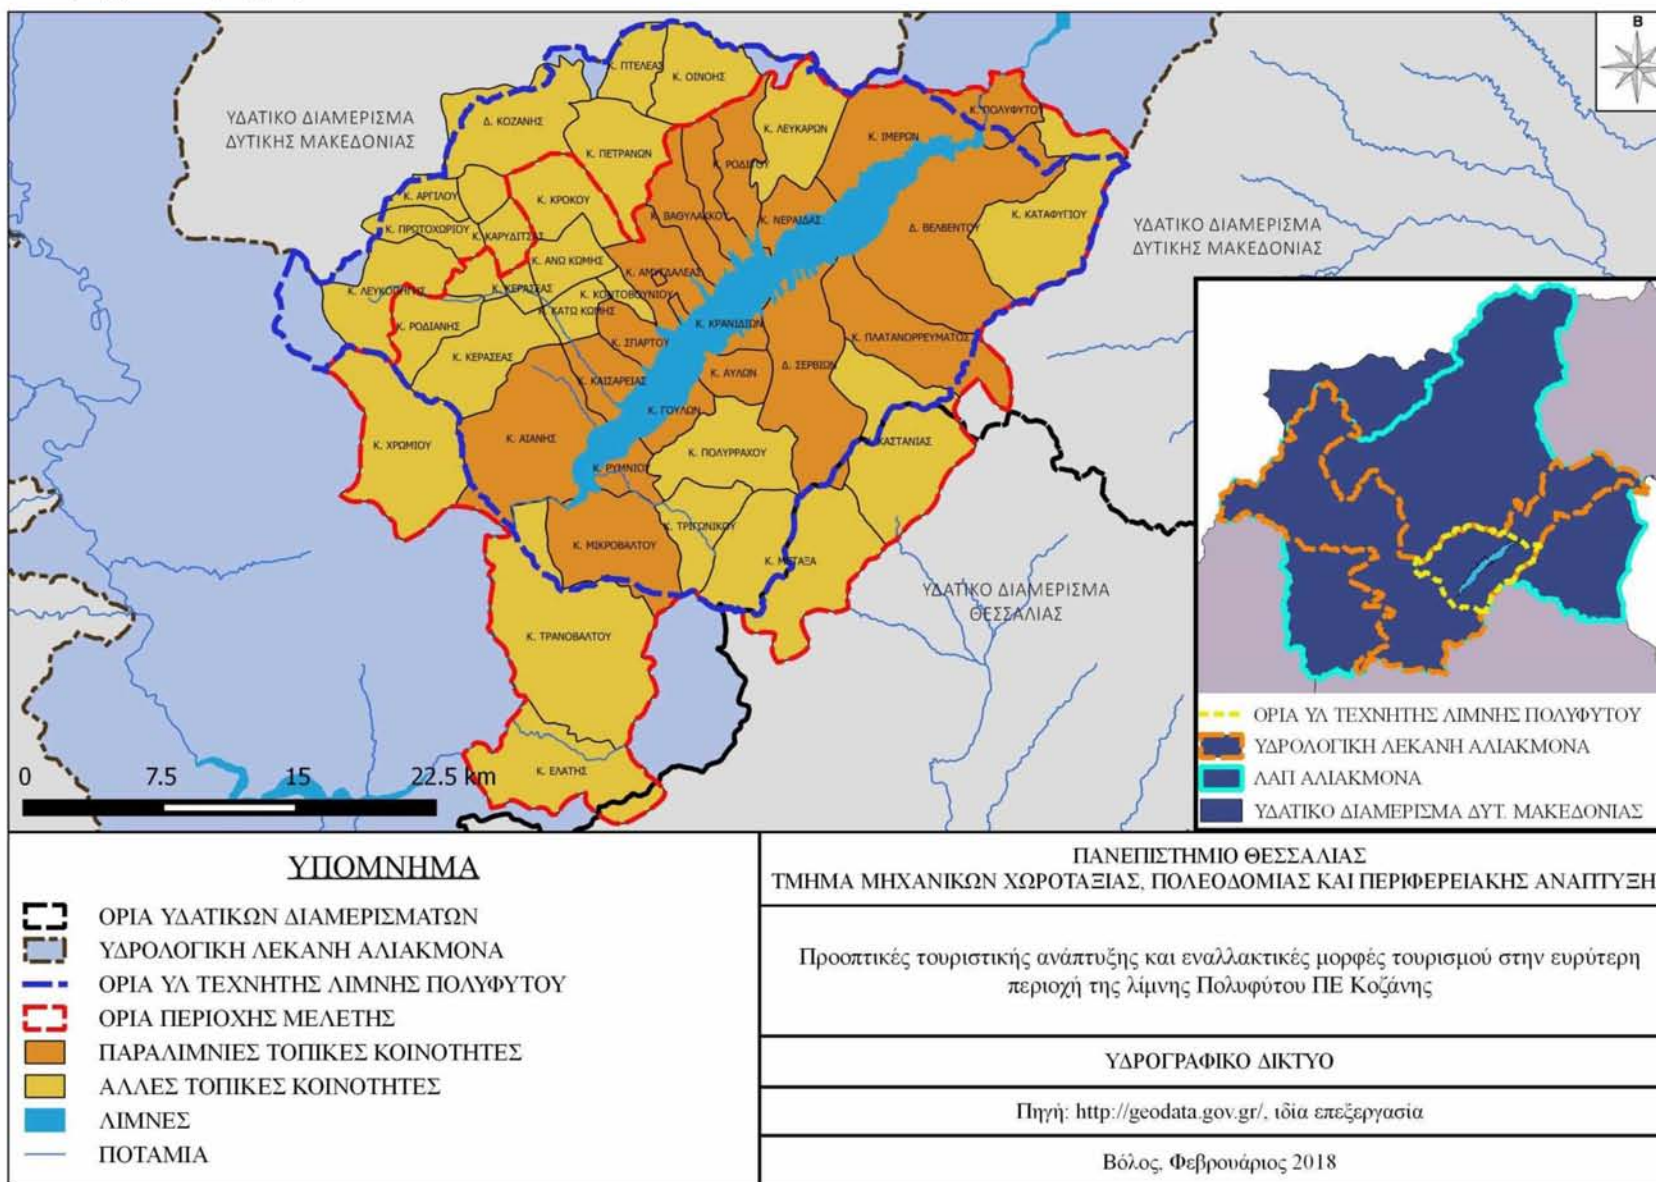 Β
Κ. ΠΤΕΛΕΑΣ
Κ. ΟΙΝΟΗΣ
ΥΔΑΤΙΚΟ ΔΙΑΜΕΡΙΣΜΑ
ΔΥΤΙΚΗΣ ΜΑΚΕΔΟΝΙΑΣ
Δ. ΚΟΖΑΝΗΣ
Κ. ΛΕΥΚΑΡΩΝ
Κ. ΙΜΕΡΩΝ
Κ. ΠΟΛΥΦΥΤΟΥ
Κ. ΠΕΤΡΑΝΩΝ
Κ. ΡΟΔΙΤΟΥ
Κ. ΑΡΓΙΛΟΥ
Κ. ΚΡΟΚΟΥ
Κ. ΒΑΘΥΛΑΚΚΟΥ
Κ. ΝΕΡΑΙΔΑΣ
Κ. ΚΑΤΑΦΥΓΙΟΥ
Κ. ΠΡΩΤΟΧΩΡΙΟΥ
Κ. ΚΑΡΥΔΙΤΣΑΣ
Δ. ΒΕΛΒΕΝΤΟΥ
ΥΔΑΤΙΚΟ ΔΙΑΜΕΡΙΣΜΑ
ΔΥΤΙΚΗΣ ΜΑΚΕΔΟΝΙΑΣ
Κ. ΑΝΩ ΚΩΜΗΣ
Κ. ΑΜΥΓΔΑΛΕΑΣ
Κ. ΛΕΥΚΟΠΗΓΗΣ
Κ. ΚΕΡΑΣΕΑΣ
Κ. ΚΟΝΤΟΒΟΥΝΙΟΥ
Κ. ΚΑΤΩ ΚΩΜΗΣ
Κ. ΡΟΔΙΑΝΗΣ
Κ. ΚΡΑΝΙΔΙΩΝ
Κ. ΠΛΑΤΑΝΟΡΡΕΥΜΑΤΟΣ
Κ. ΣΠΑΡΤΟΥ
Κ. ΚΕΡΑΣΕΑΣ
Κ. ΚΑΙΣΑΡΕΙΑΣ
Κ. ΑΥΛΩΝ
Δ. ΣΕΡΒΙΩΝ
Κ. ΓΟΥΛΩΝ
Κ. ΧΡΩΜΙΟΥ
Κ. ΑΙΑΝΗΣ
Κ. ΠΟΛΥΡΡΑΧΟΥ
ΚΑΣΤΑΝΙΑΣ
Κ. ΡΥΜΝΙΟΥ
Κ. ΤΡΙΓΩΝΙΚΟΥ
Κ. ΜΙΚΡΟΒΑΛΤΟΥ
Κ. ΜΕΤΑΞΑ
ΥΔΑΤΙΚΟ ΔΙΑΜΕΡΙΣΜΑ
ΘΕΣΣΑΛΙΑΣ
Κ. ΤΡΑΝΟΒΑΛΤΟΥ
Κ. ΕΛΑΤΗΣ
0 7.5 15 22.5 km
ΟΡΙΑ ΥΛ ΤΕΧΝΗΤΗΣ ΛΙΜΝΗΣ ΠΟΛΥΦΥΤΟΥ
ΥΔΡΟΛΟΓΙΚΗ ΛΕΚΑΝΗ ΑΛΙΑΚΜΟΝΑ
ΛΑΠ ΑΛΙΑΚΜΟΝΑ
ΥΔΑΤΙΚΟ ΔΙΑΜΕΡΙΣΜΑ ΔΥΤ. ΜΑΚΕΔΟΝΙΑΣ
ΥΠΟΜΝΗΜΑ
ΟΡΙΑ ΥΔΑΤΙΚΩΝ ΔΙΑΜΕΡΙΣΜΑΤΩΝ
ΥΔΡΟΛΟΓΙΚΗ ΛΕΚΑΝΗ ΑΛΙΑΚΜΟΝΑ
ΟΡΙΑ ΥΛ ΤΕΧΝΗΤΗΣ ΛΙΜΝΗΣ ΠΟΛΥΦΥΤΟΥ
ΟΡΙΑ ΠΕΡΙΟΧΗΣ ΜΕΛΕΤΗΣ
ΠΑΡΑΛΙΜΝΙΕΣ ΤΟΠΙΚΕΣ ΚΟΙΝΟΤΗΤΕΣ
ΑΛΛΕΣ ΤΟΠΙΚΕΣ ΚΟΙΝΟΤΗΤΕΣ
ΛΙΜΝΕΣ
ΠΟΤΑΜΙΑ
ΠΑΝΕΠΙΣΤΗΜΙΟ ΘΕΣΣΑΛΙΑΣ
ΤΜΗΜΑ ΜΗΧΑΝΙΚΩΝ ΧΩΡΟΤΑΞΙΑΣ, ΠΟΛΕΟΔΟΜΙΑΣ ΚΑΙ ΠΕΡΙΦΕΡΕΙΑΚΗΣ ΑΝΑΠΤΥΞΗ
Προοπτικές τουριστικής ανάπτυξης και εναλλακτικές μορφές τουρισμού στην ευρύτερη
περιοχή της λίμνης Πολυφύτου ΠΕ Κοζάνης
ΥΔΡΟΓΡΑΦΙΚΟ ΔΙΚΤΥΟ
Πηγή: http://geodata.gov.gr/, ιδία επεξεργασία
Βόλος, Φεβρουάριος 2018